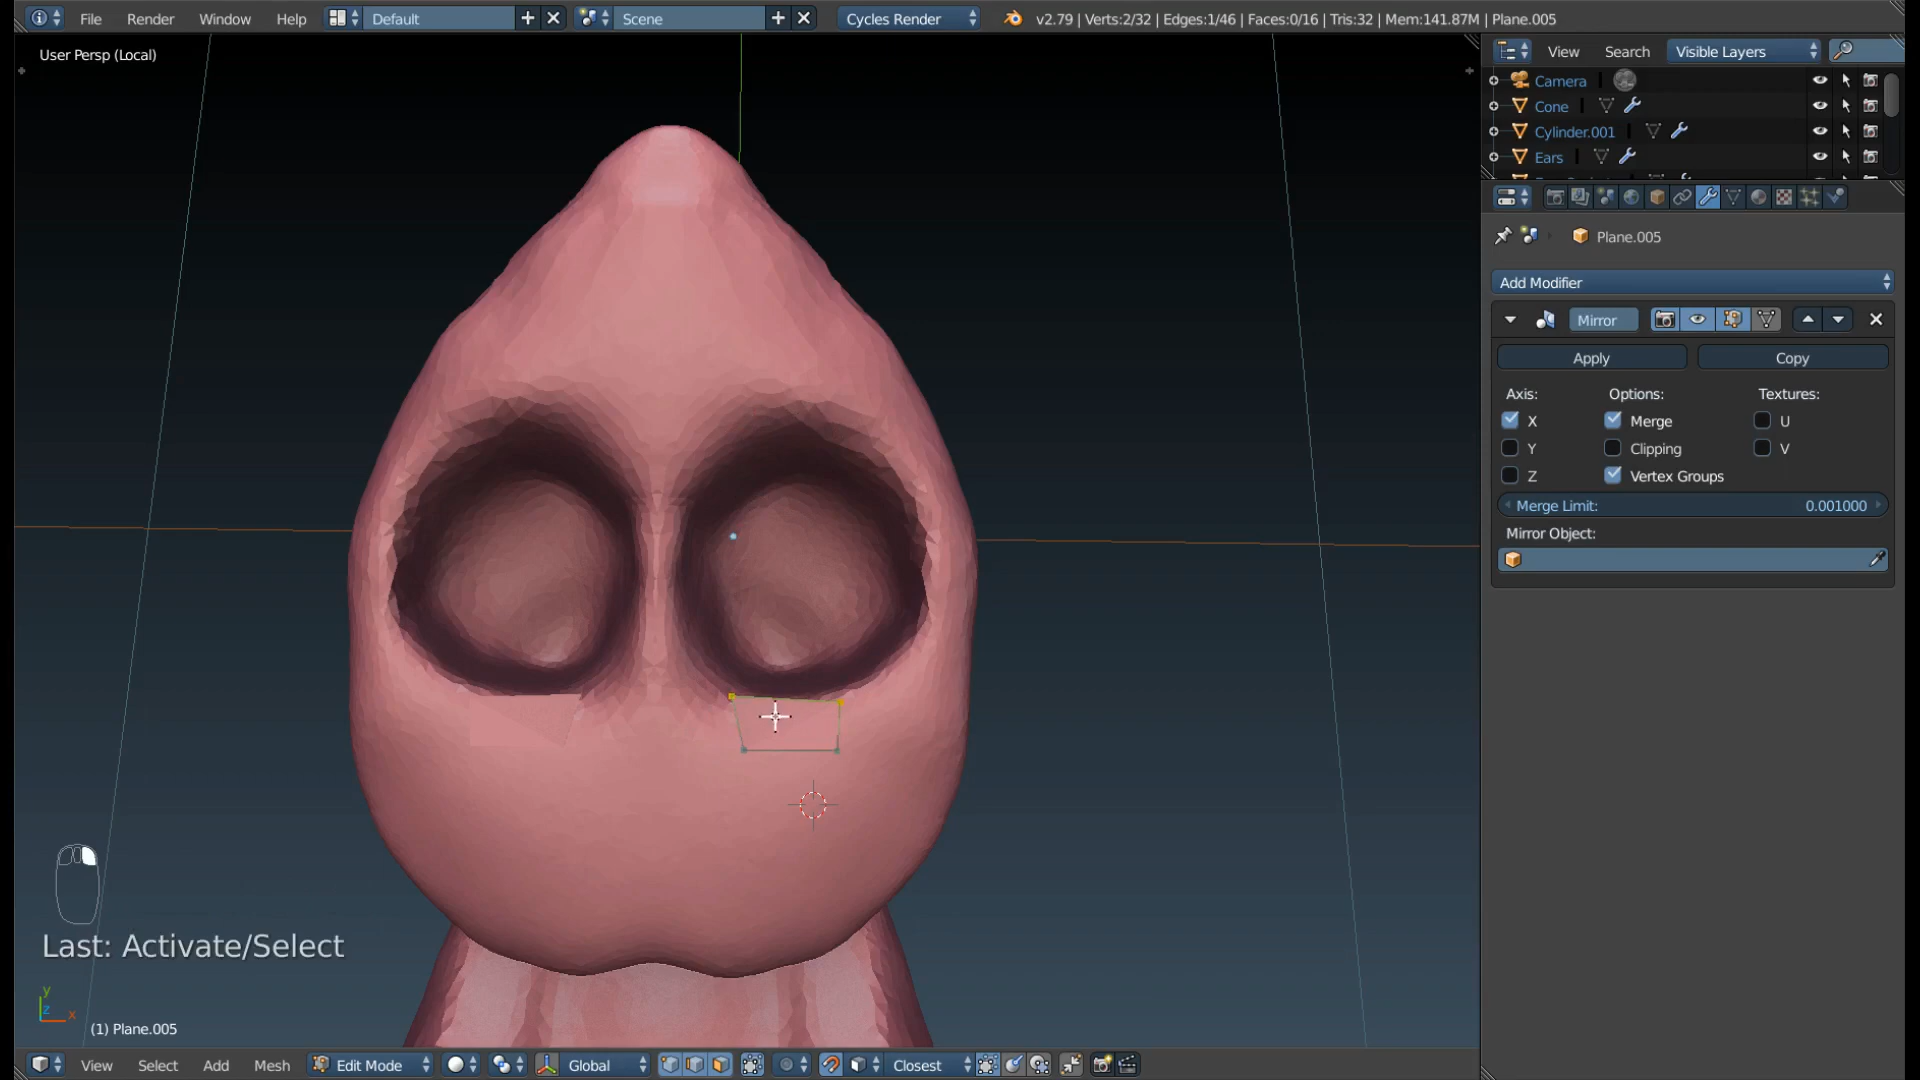 File Render Window Help Default Scene Cycles Render v2.79 | Verts:2/32 | Edges:1/46 | Faces:0/16 | Tris:32 | Mem:141.87M | Plane.005
User Persp (Local)
View Search Visible Layers
Camera
Cone
Cylinder.001
Ears
Plane.005
Add Modifier
Mirror
Apply Copy
Axis: Options: Textures:
X Merge U
Y Clipping V
Z Vertex Groups
Merge Limit: 0.001000
Mirror Object:
Last: Activate/Select
y
z x
(1) Plane.005
View Select Add Mesh Edit Mode Global Closest